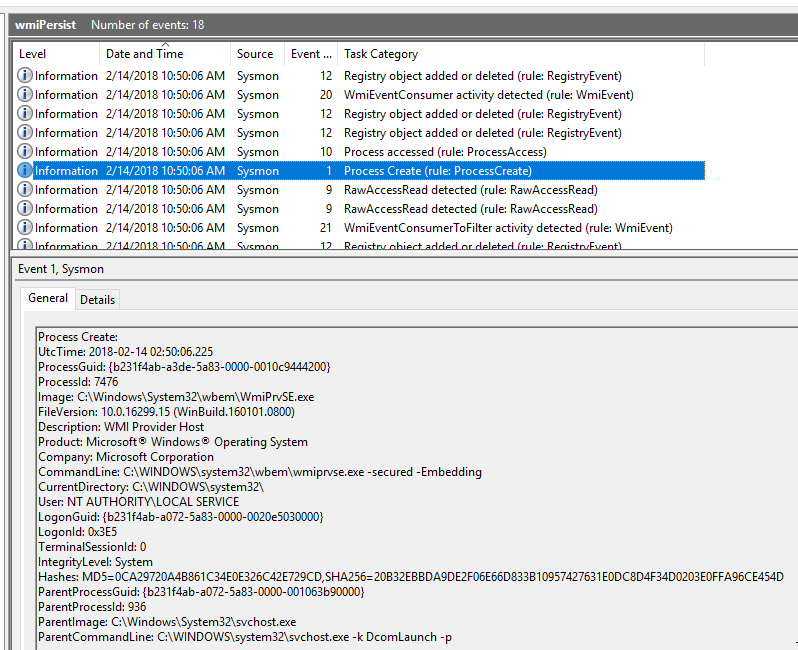 wmiPersist Number of events: 18
Level Date and Time Source Event ... Task Category
Information 2/14/2018 10:50:06 AM Sysmon 12 Registry object added or deleted (rule: RegistryEvent)
Information 2/14/2018 10:50:06 AM Sysmon 20 WmiEventConsumer activity detected (rule: WmiEvent)
Information 2/14/2018 10:50:06 AM Sysmon 12 Registry object added or deleted (rule: RegistryEvent)
Information 2/14/2018 10:50:06 AM Sysmon 12 Registry object added or deleted (rule: RegistryEvent)
Information 2/14/2018 10:50:06 AM Sysmon 10 Process accessed (rule: ProcessAccess)
Information 2/14/2018 10:50:06 AM Sysmon 1 Process Create (rule: ProcessCreate)
Information 2/14/2018 10:50:06 AM Sysmon 9 RawAccessRead detected (rule: RawAccessRead)
Information 2/14/2018 10:50:06 AM Sysmon 9 RawAccessRead detected (rule: RawAccessRead)
Information 2/14/2018 10:50:06 AM Sysmon 21 WmiEventConsumerToFilter activity detected (rule: WmiEvent)
Information 2/14/2018 10:50:06 AM Sysmon 12 Registry object added or deleted (rule: RegistryEvent)
Event 1, Sysmon
General Details
Process Create:
UtcTime: 2018-02-14 02:50:06.225
ProcessGuid: {b231f4ab-a3de-5a83-0000-0010c9444200}
ProcessId: 7476
Image: C:\Windows\System32\wbem\WmiPrvSE.exe
FileVersion: 10.0.16299.15 (WinBuild.160101.0800)
Description: WMI Provider Host
Product: Microsoft® Windows® Operating System
Company: Microsoft Corporation
CommandLine: C:\WINDOWS\system32\wbem\wmiprvse.exe -secured -Embedding
CurrentDirectory: C:\WINDOWS\system32\
User: NT AUTHORITY\LOCAL SERVICE
LogonGuid: {b231f4ab-a072-5a83-0000-0020e5030000}
LogonId: 0x3E5
TerminalSessionId: 0
IntegrityLevel: System
Hashes: MD5=0CA29720A4B861C34E0E326C42E729CD,SHA256=20B32EBBDA9DE2F06E66D833B10957427631E0DC8D4F34D0203E0FFA96CE454D
ParentProcessGuid: {b231f4ab-a072-5a83-0000-001063b90000}
ParentProcessId: 936
ParentImage: C:\Windows\System32\svchost.exe
ParentCommandLine: C:\WINDOWS\system32\svchost.exe -k DcomLaunch -p